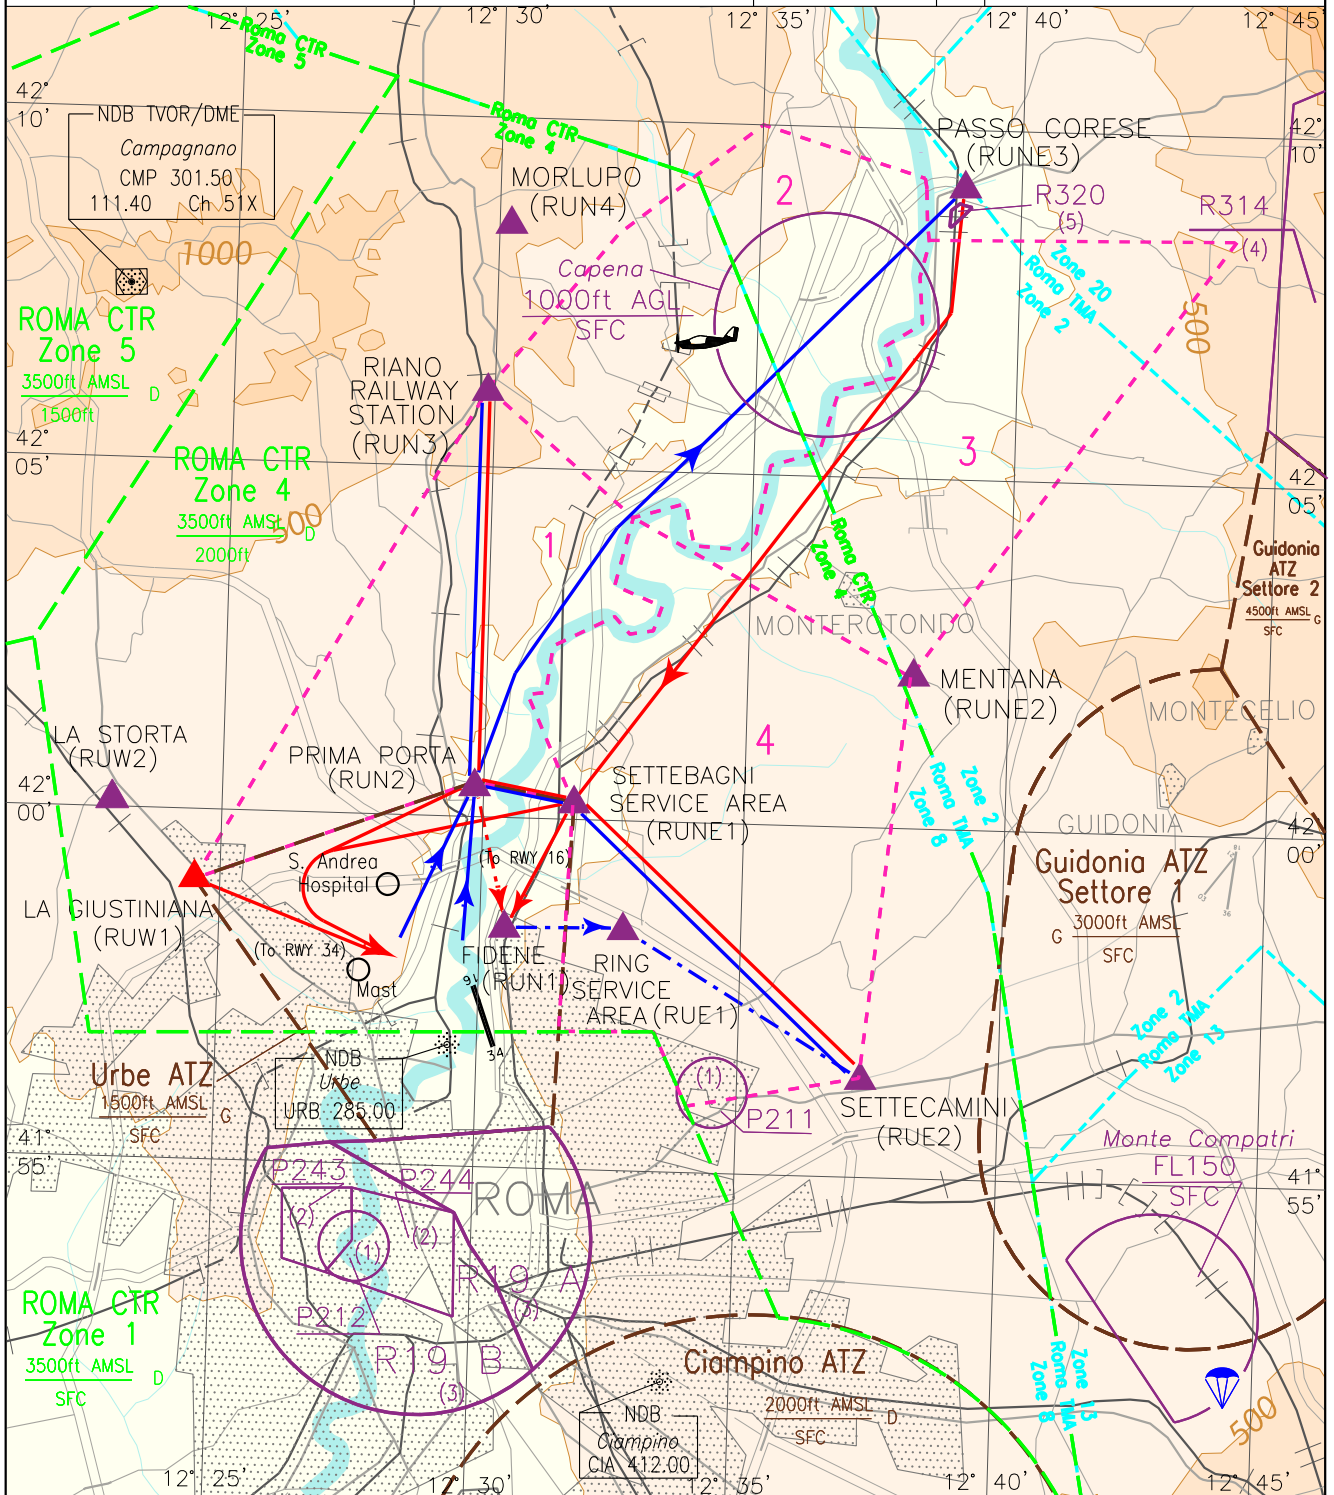 12° 25'
12° 30'
12° 35'
12° 40'
12° 45'
Roma CTR
Zone 5
42°
10'
NDB TVOR/DME
Campagnano
CMP 301.50
111.40 Ch 51X
Roma CTR
Zone 4
PASSO CORESE
(RUNE3)
42°
10'
MORLUPO
(RUN4)
2
R320
(5)
R314
(4)
1000
Capena
1000ft AGL
SFC
Zone 20
Roma TMA
Zone 2
500
ROMA CTR
Zone 5
3500ft AMSL D
1500ft
RIANO
RAILWAY
STATION
(RUN3)
42°
05'
ROMA CTR
Zone 4
3500ft AMSL D
2000ft
500
3
42°
05'
1
Roma CTR
Zone 4
Guidonia
ATZ
Settore 2
4500ft AMSL G
SFC
MONTEROTONDO
MENTANA
(RUNE2)
MONTECELIO
LA STORTA
(RUW2)
PRIMA PORTA
(RUN2)
4
SETTEBAGNI
SERVICE AREA
(RUNE1)
Zone 2
Roma TMA
Zone 8
42°
00'
GUIDONIA
42°
00'
S. Andrea
Hospital
(To RWY 16)
Guidonia ATZ
Settore 1
3000ft AMSL
G
SFC
18
03
36
LA GIUSTINIANA
(RUW1)
(To RWY 34)
Mast
FIDENE
(RUN1)
RING
SERVICE
AREA (RUE1)
16
34
Zone 2
Roma TMA
Zone 13
Urbe ATZ
1500ft AMSL G
SFC
NDB
Urbe
URB 285.00
(1)
P211
SETTECAMINI
(RUE2)
41°
55'
Monte Compatri
FL150
SFC
41°
55'
P243
P244
(2)
(2)
(1)
ROMA
R19 A
(3)
P212
R19 B
(3)
ROMA CTR
Zone 1
3500ft AMSL D
SFC
Ciampino ATZ
2000ft AMSL D
SFC
NDB
Ciampino
CIA 412.00
Zone 13
Roma TMA
Zone 8
500
12° 25'
12° 30'
12° 35'
12° 40'
12° 45'